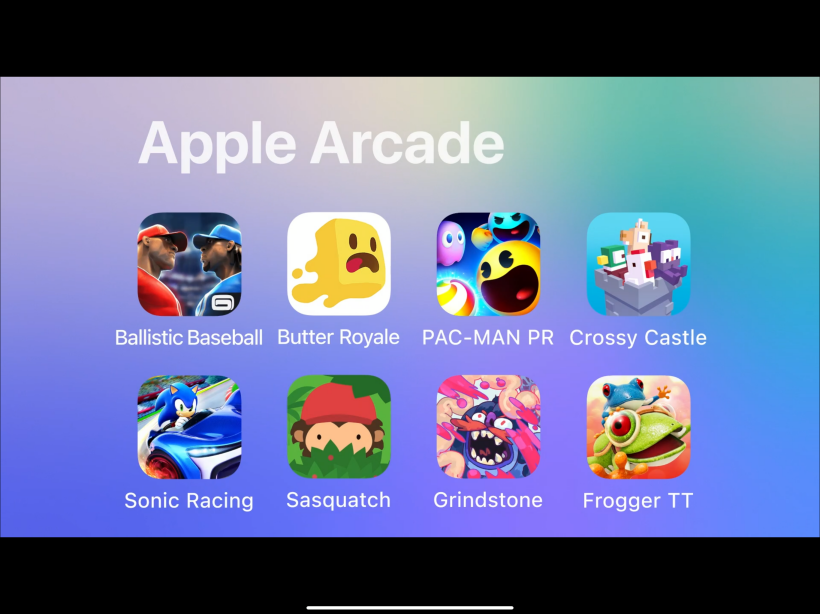 Apple Arcade
Ballistic Baseball Butter Royale PAC-MAN PR Crossy Castle
Sonic Racing Sasquatch Grindstone Frogger TT